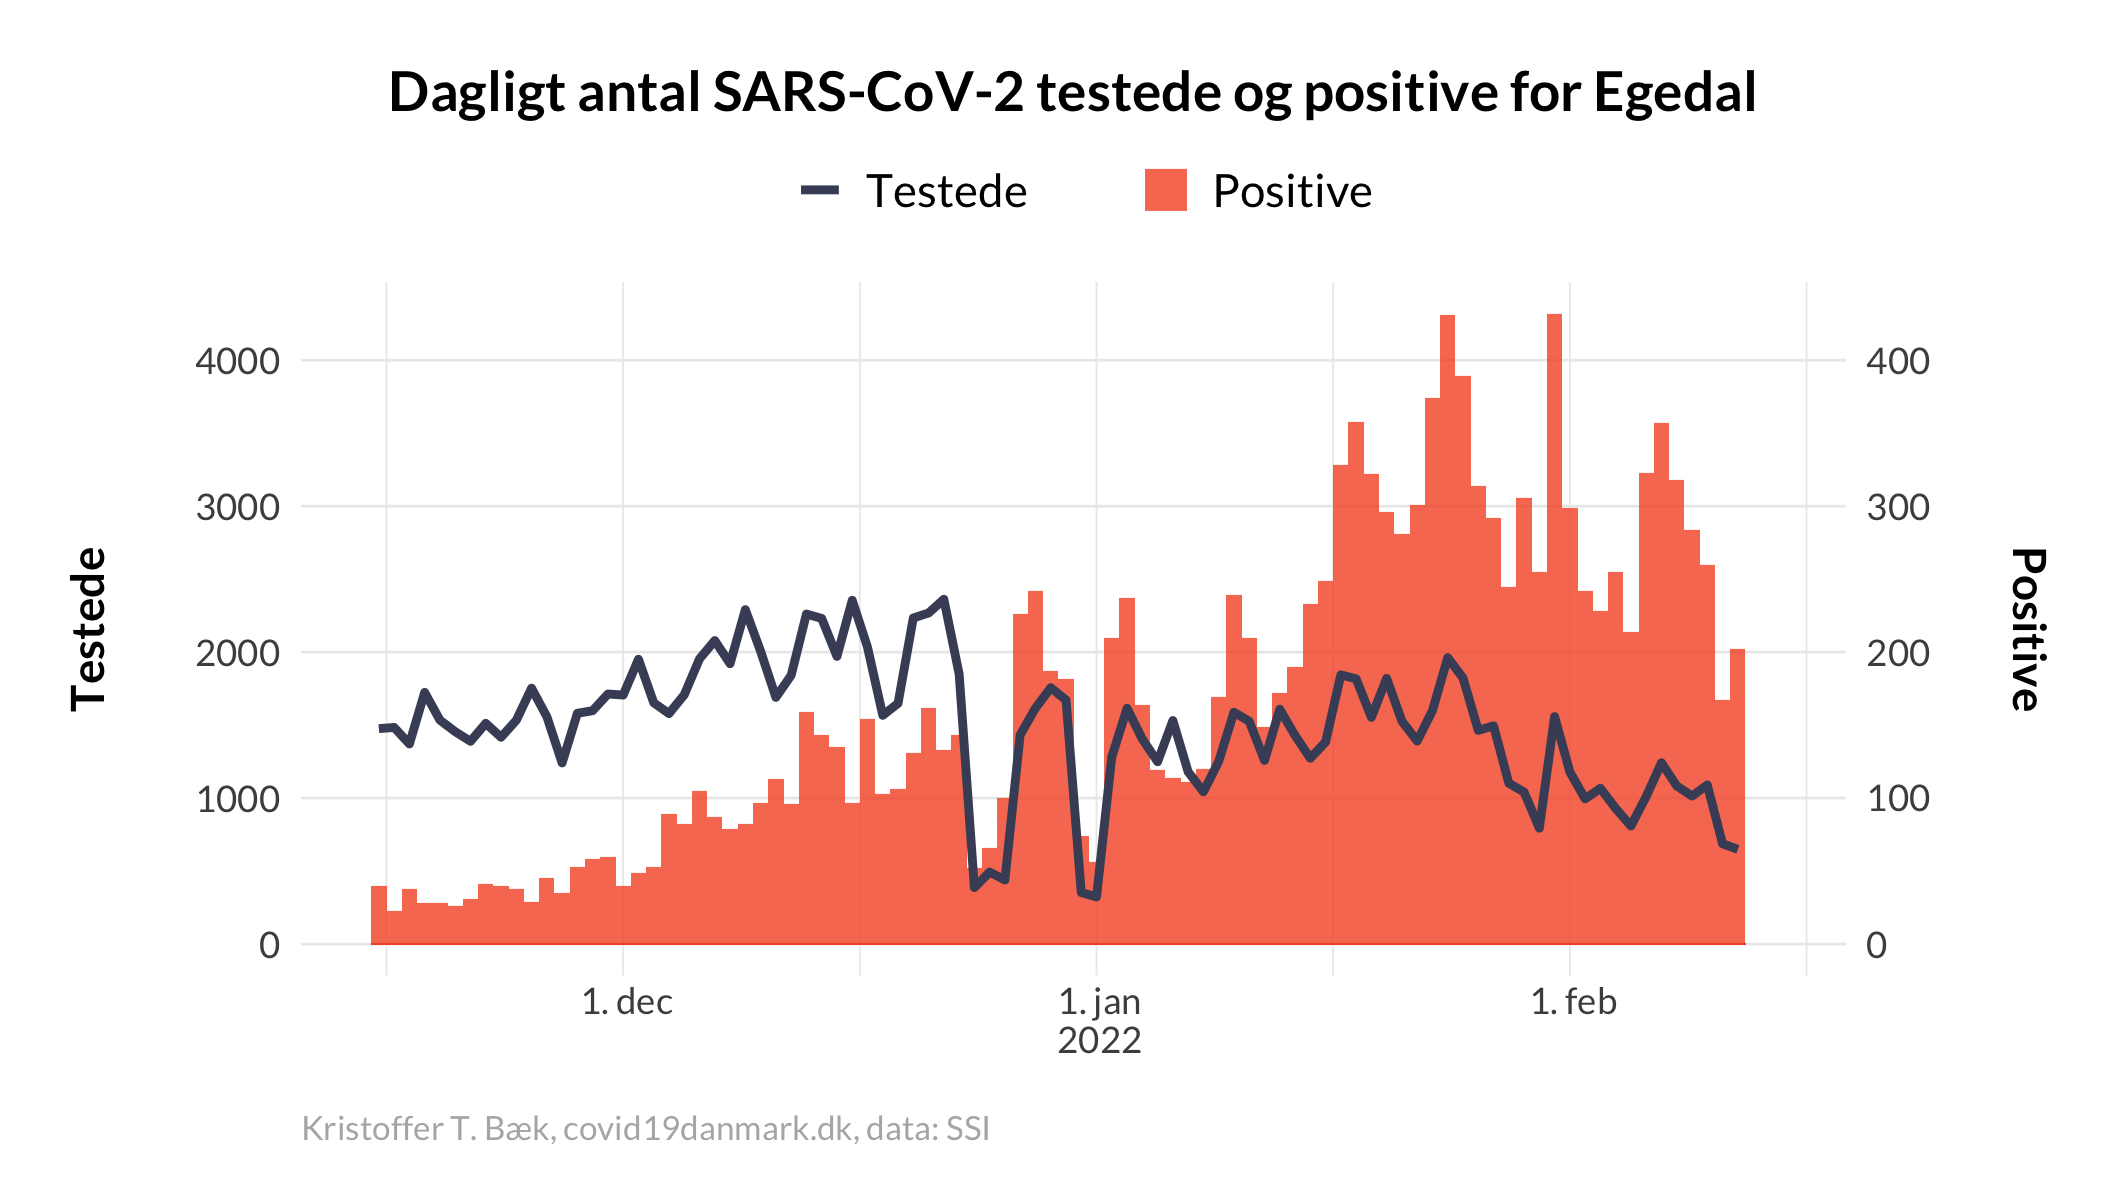 Dagligt antal SARS-CoV-2 testede og positive for Egedal
Testede
Positive
Testede
4000
3000
2000
1000
0
400
300
200
100
0
Positive
1. dec
1. jan
2022
1. feb
Kristoffer T. Bæk, covid19danmark.dk, data: SSI